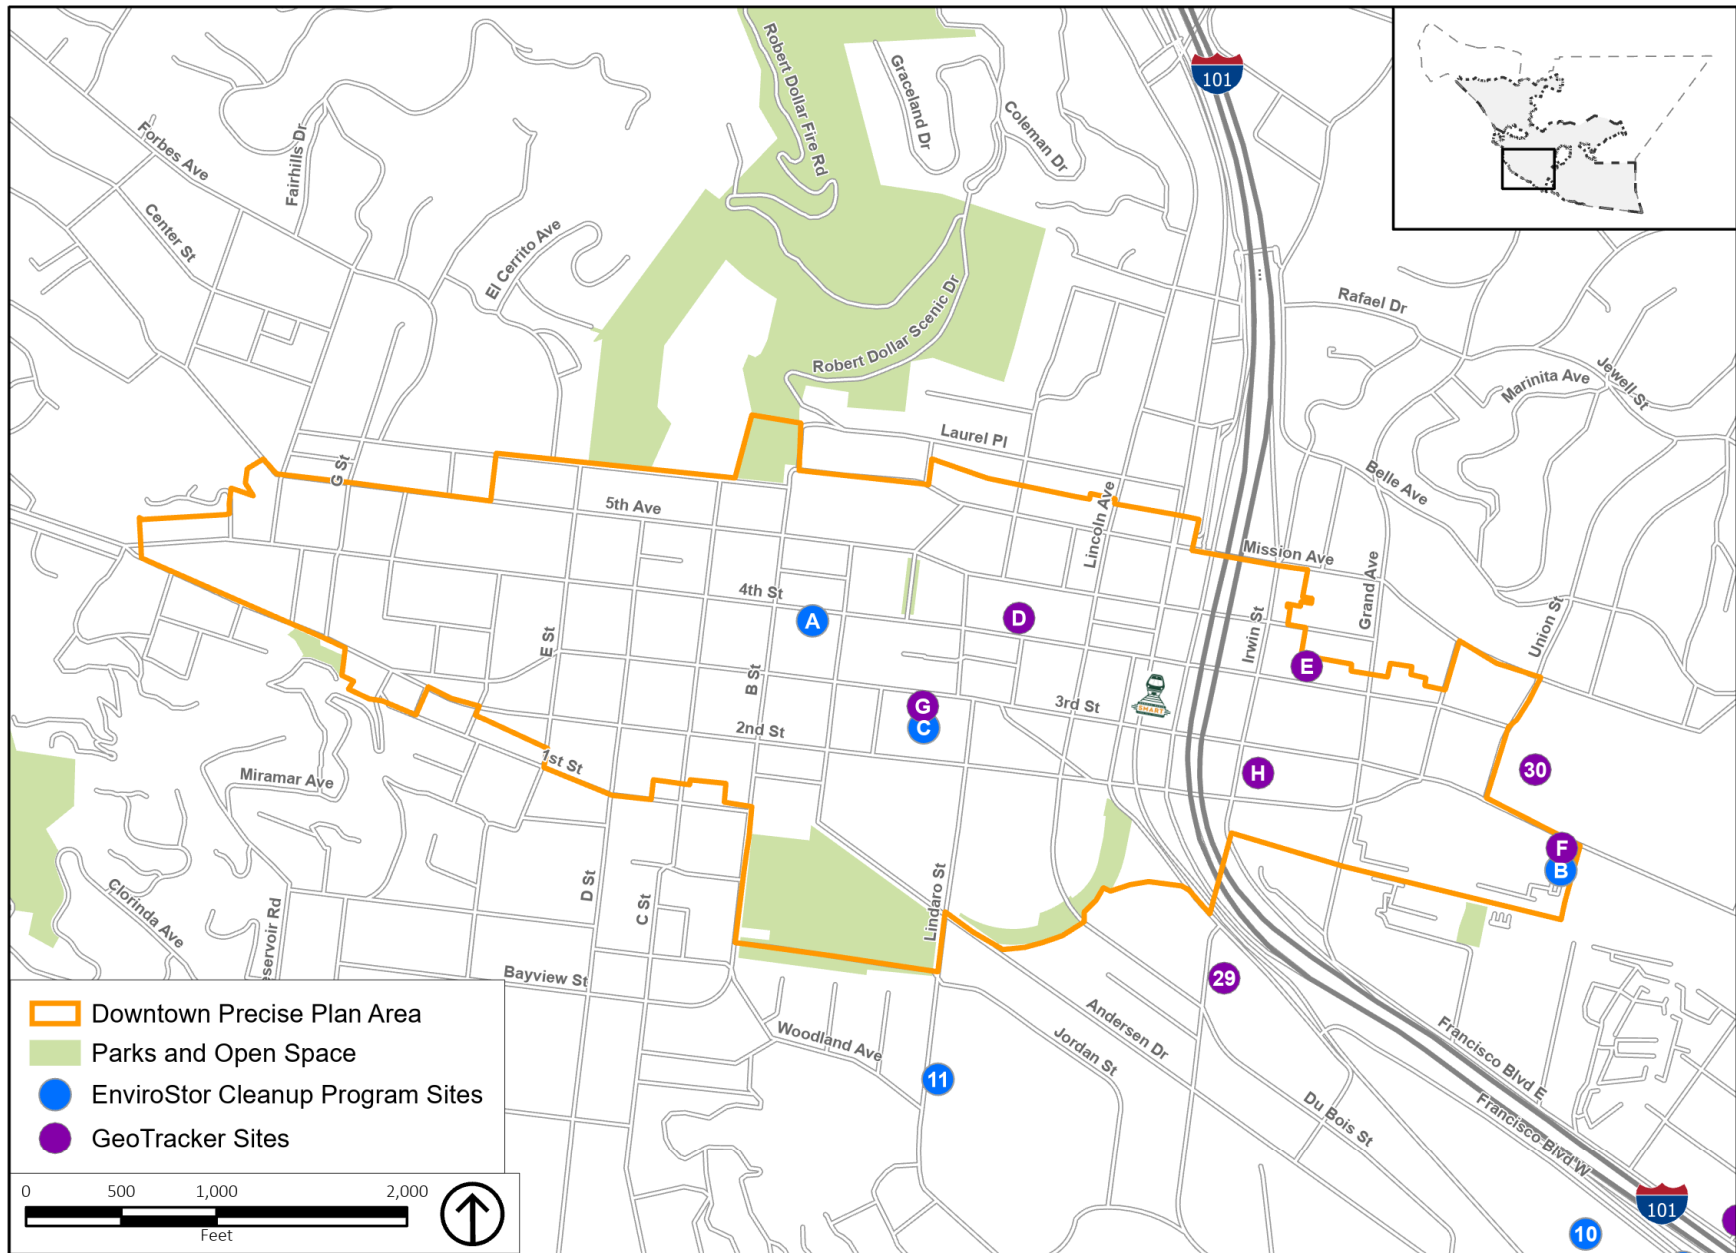 101
Robert Dollar Fire Rd
Graceland Dr
Coleman Dr
Forbes Ave
Fairhills Dr
Center St
El Cerrito Ave
Robert Dollar Scenic Dr
Rafael Dr
Jewell St
Marinita Ave
Laurel Pl
Belle Ave
G St
5th Ave
Lincoln Ave
Mission Ave
Grand Ave
4th St
A
D
Irwin St
Union St
E St
B St
E
G
C
3rd St
SMART
2nd St
1st St
H
30
Miramar Ave
F
B
Clorinda Ave
D St
C St
Lindaro St
eservoir Rd
Bayview St
29
Woodland Ave
Andersen Dr
Jordan St
11
Du Bois St
Francisco Blvd E
Francisco Blvd W
101
10
Downtown Precise Plan Area
Parks and Open Space
EnviroStor Cleanup Program Sites
GeoTracker Sites
0 500 1,000 2,000
Feet